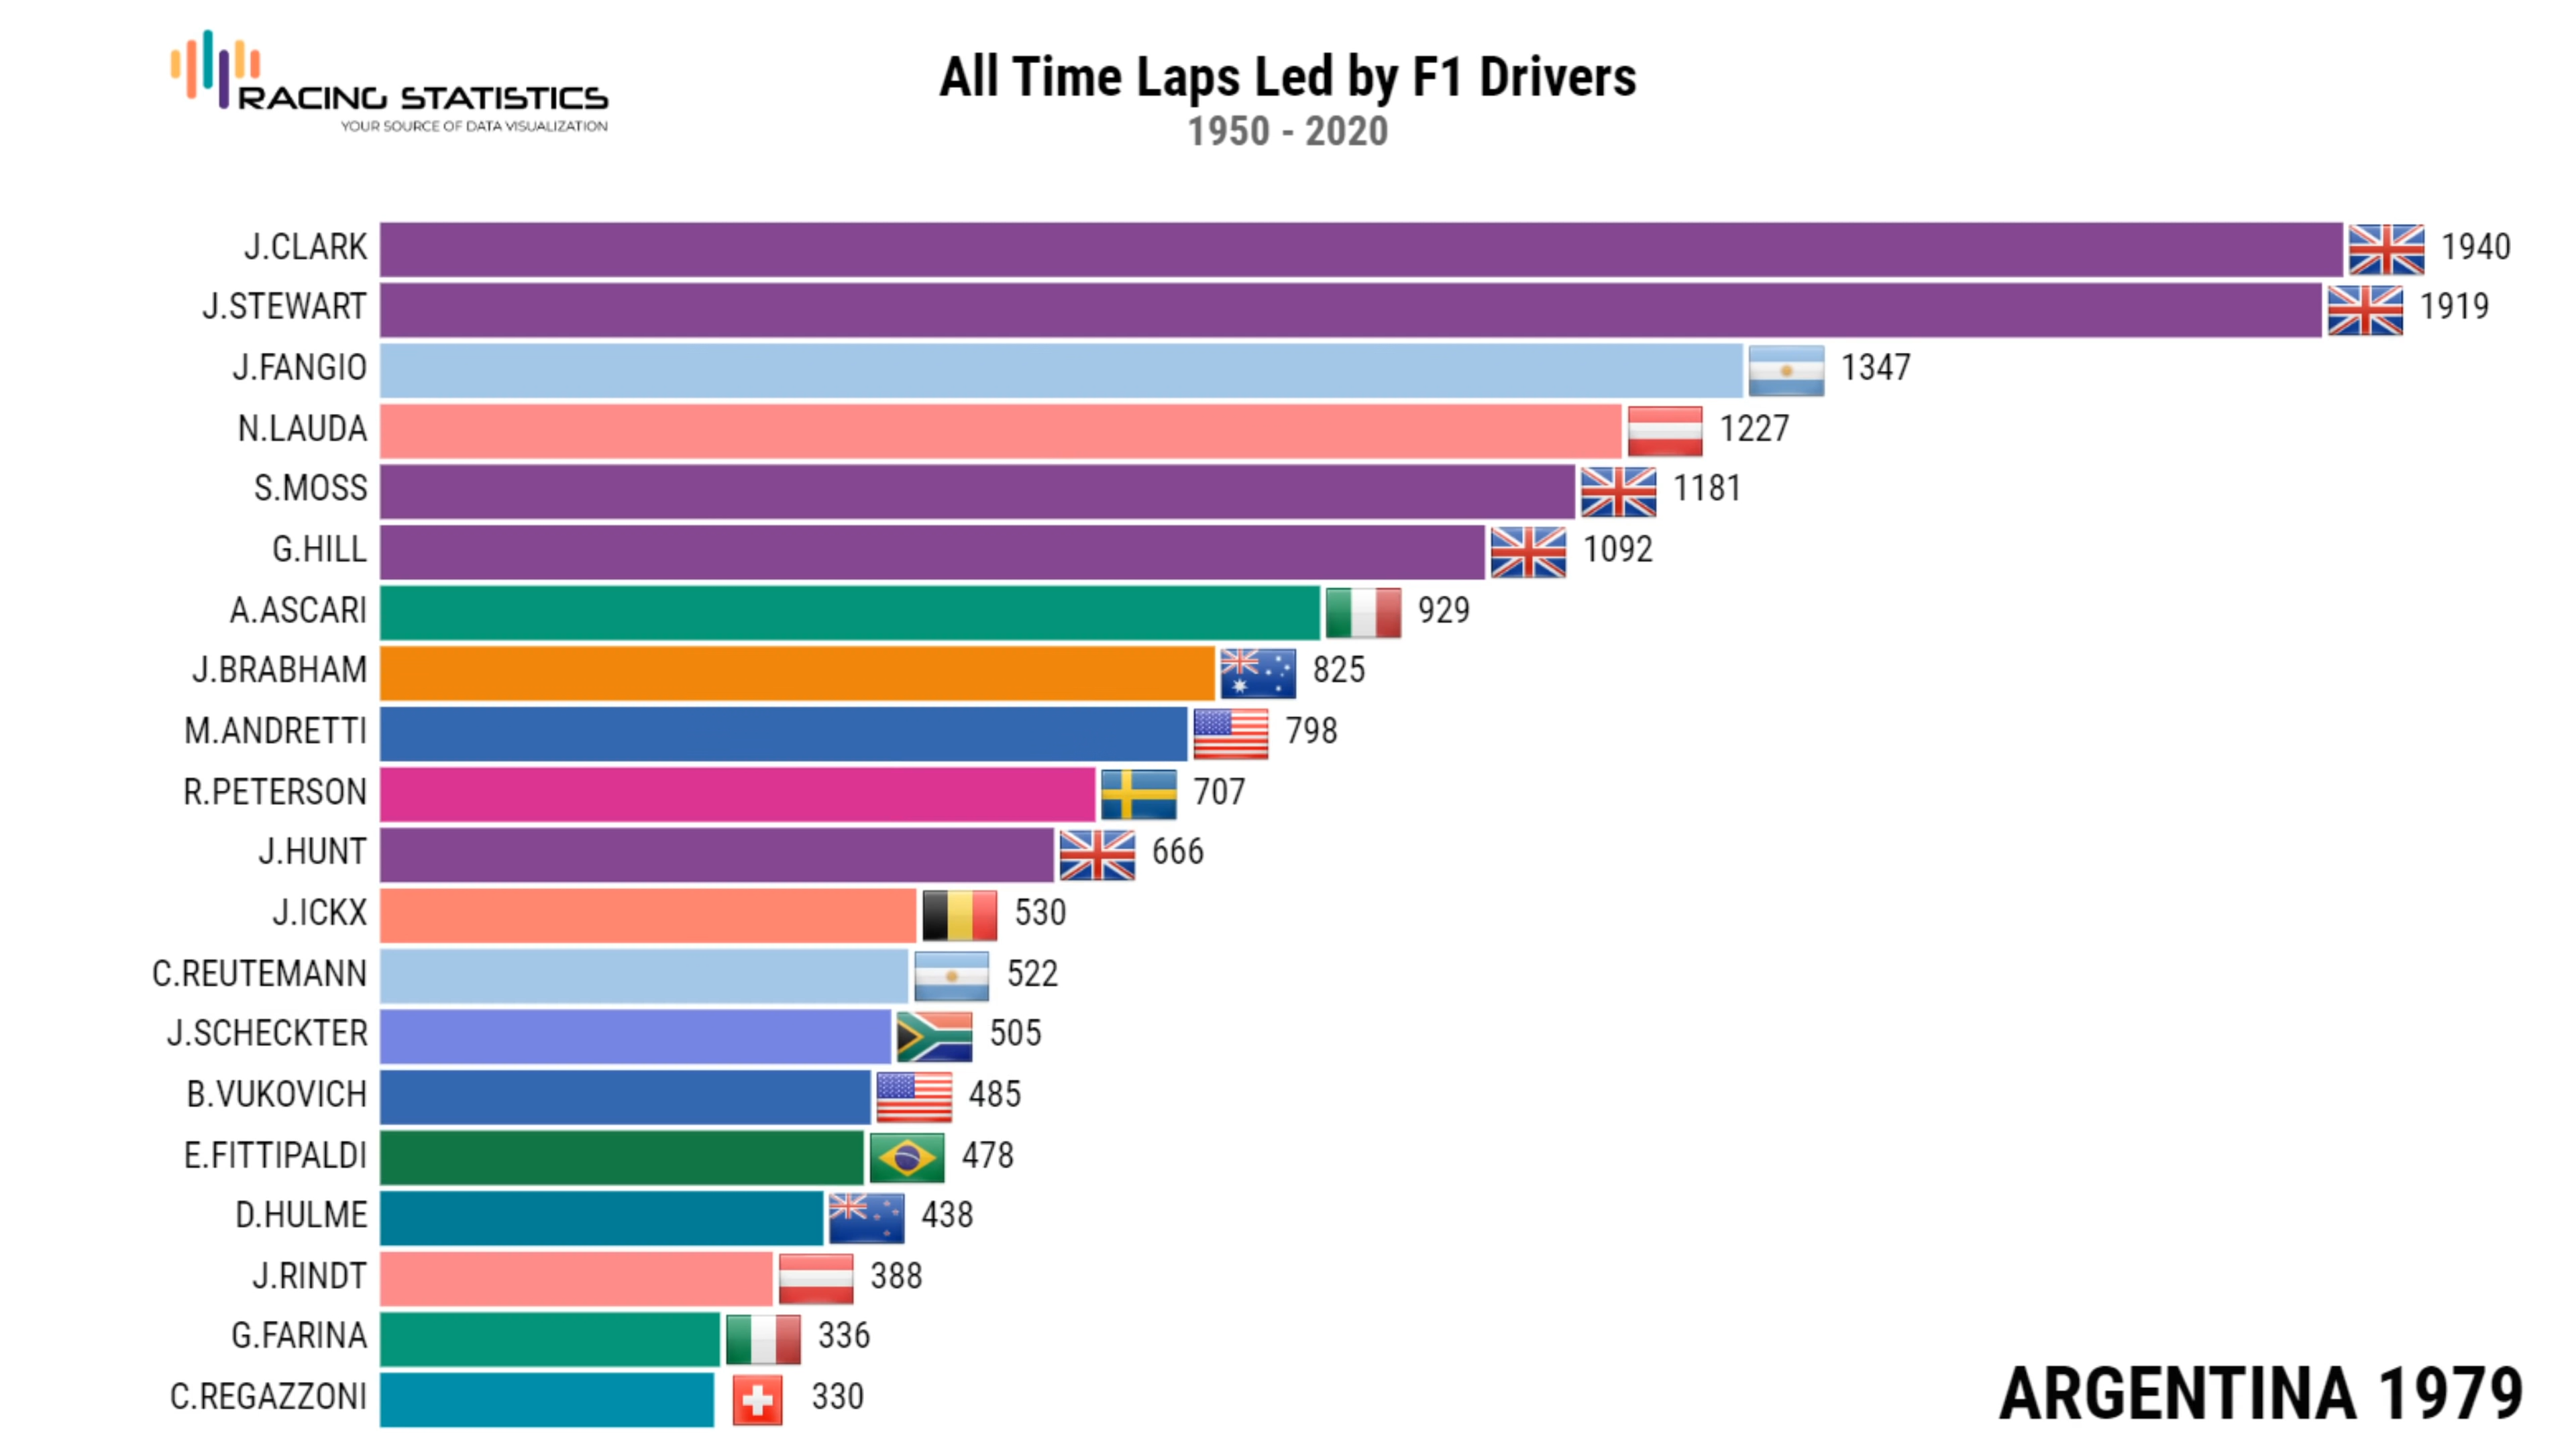 RACING STATISTICS
YOUR SOURCE OF DATA VISUALIZATION
All Time Laps Led by F1 Drivers
1950 - 2020
J.CLARK 1940
J.STEWART 1919
J.FANGIO 1347
N.LAUDA 1227
S.MOSS 1181
G.HILL 1092
A.ASCARI 929
J.BRABHAM 825
M.ANDRETTI 798
R.PETERSON 707
J.HUNT 666
J.ICKX 530
C.REUTEMANN 522
J.SCHECKTER 505
B.VUKOVICH 485
E.FITTIPALDI 478
D.HULME 438
J.RINDT 388
G.FARINA 336
C.REGAZZONI 330
ARGENTINA 1979